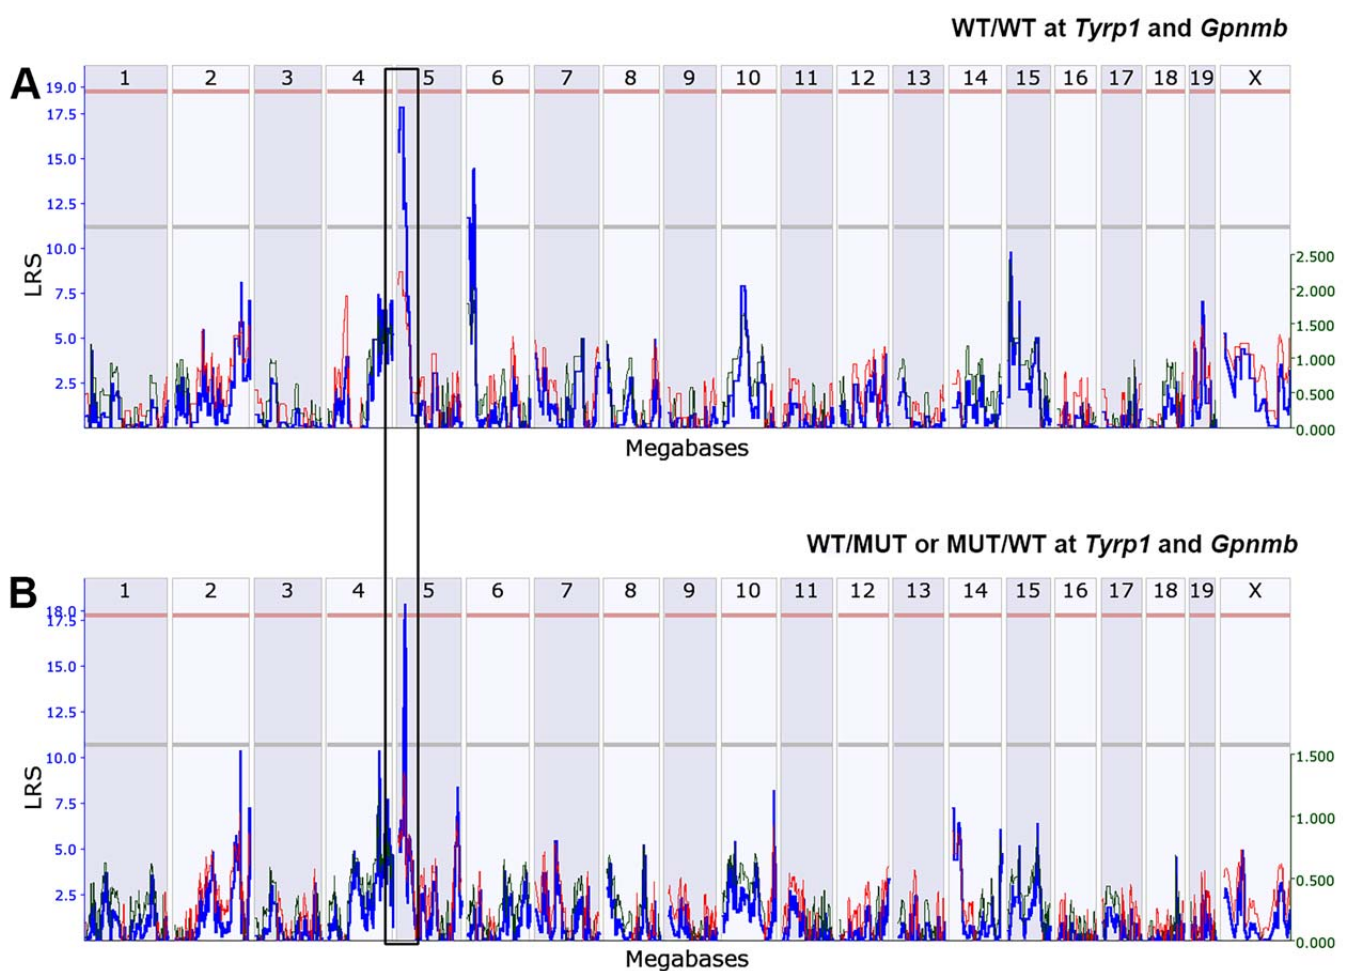 WT/WT at Tyrp1 and Gpnmb
A
1 2 3 4 5 6 7 8 9 10 11 12 13 14 15 16 17 18 19 X
19.0
17.5
15.0
12.5
10.0
7.5
5.0
2.5
LRS
2.500
2.000
1.500
1.000
0.500
0.000
Megabases
WT/MUT or MUT/WT at Tyrp1 and Gpnmb
B
1 2 3 4 5 6 7 8 9 10 11 12 13 14 15 16 17 18 19 X
18.0
17.5
15.0
12.5
10.0
7.5
5.0
2.5
LRS
1.500
1.000
0.500
0.000
Megabases